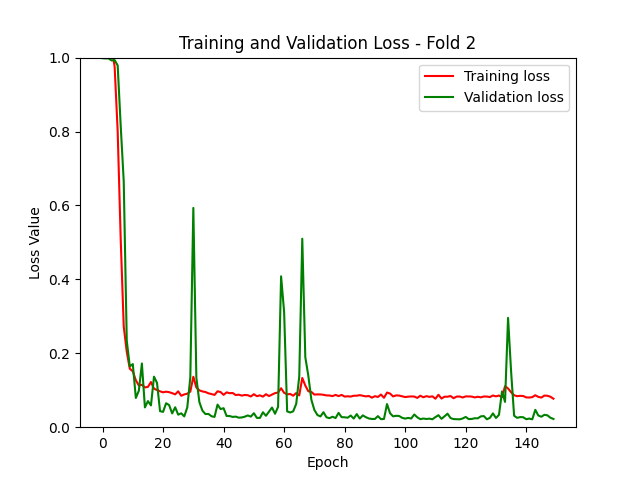 Training and Validation Loss - Fold 2
Training loss
Validation loss
Loss Value
1.0
0.8
0.6
0.4
0.2
0.0
0 20 40 60 80 100 120 140
Epoch